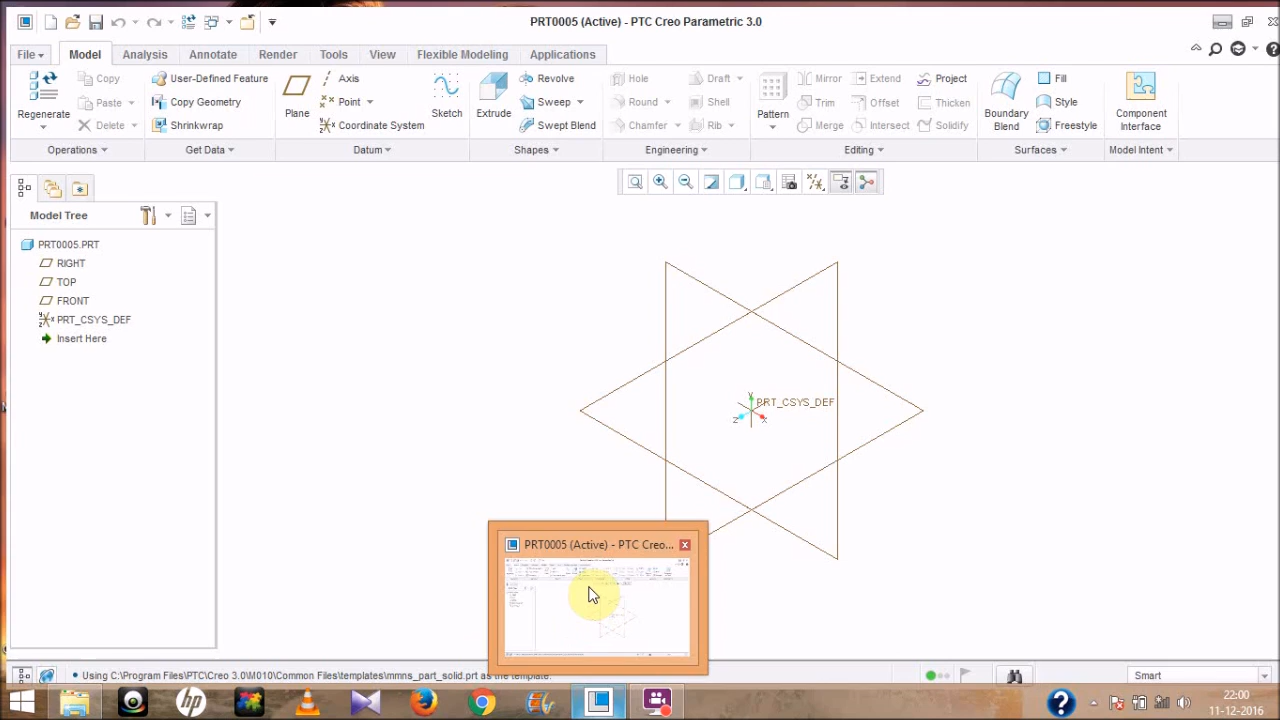 PRT0005 (Active) - PTC Creo Parametric 3.0
File Model Analysis Annotate Render Tools View Flexible Modeling Applications
Regenerate
Copy
Paste
Delete
Operations
User-Defined Feature
Copy Geometry
Shrinkwrap
Get Data
Plane
Axis
Point
Coordinate System
Sketch
Datum
Extrude
Revolve
Sweep
Swept Blend
Shapes
Hole
Round
Chamfer
Draft
Shell
Rib
Engineering
Pattern
Mirror
Trim
Merge
Extend
Offset
Intersect
Project
Thicken
Solidify
Editing
Boundary
Blend
Fill
Style
Freestyle
Surfaces
Component
Interface
Model Intent
Model Tree
PRT0005.PRT
RIGHT
TOP
FRONT
PRT_CSYS_DEF
Insert Here
Y
PRT_CSYS_DEF
Z
X
PRT0005 (Active) - PTC Creo...
Using C:\Program Files\PTC\Creo 3.0\M010\Common Files\templates\mmns_part_solid.prt as the template.
Smart
hp
22:00
11-12-2016